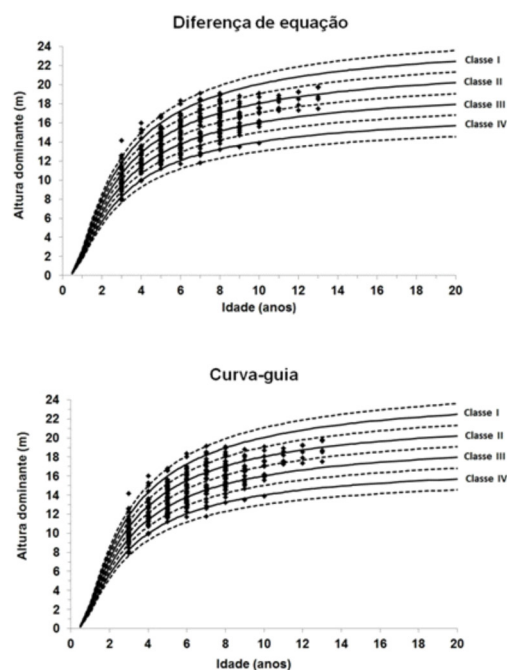 Diferença de equação
Altura dominante (m)
24
22
20
18
16
14
12
10
8
6
4
2
0
Classe I
Classe II
Classe III
Classe IV
0 2 4 6 8 10 12 14 16 18 20
Idade (anos)
Curva-guia
Altura dominante (m)
24
22
20
18
16
14
12
10
8
6
4
2
0
Classe I
Classe II
Classe III
Classe IV
0 2 4 6 8 10 12 14 16 18 20
Idade (anos)